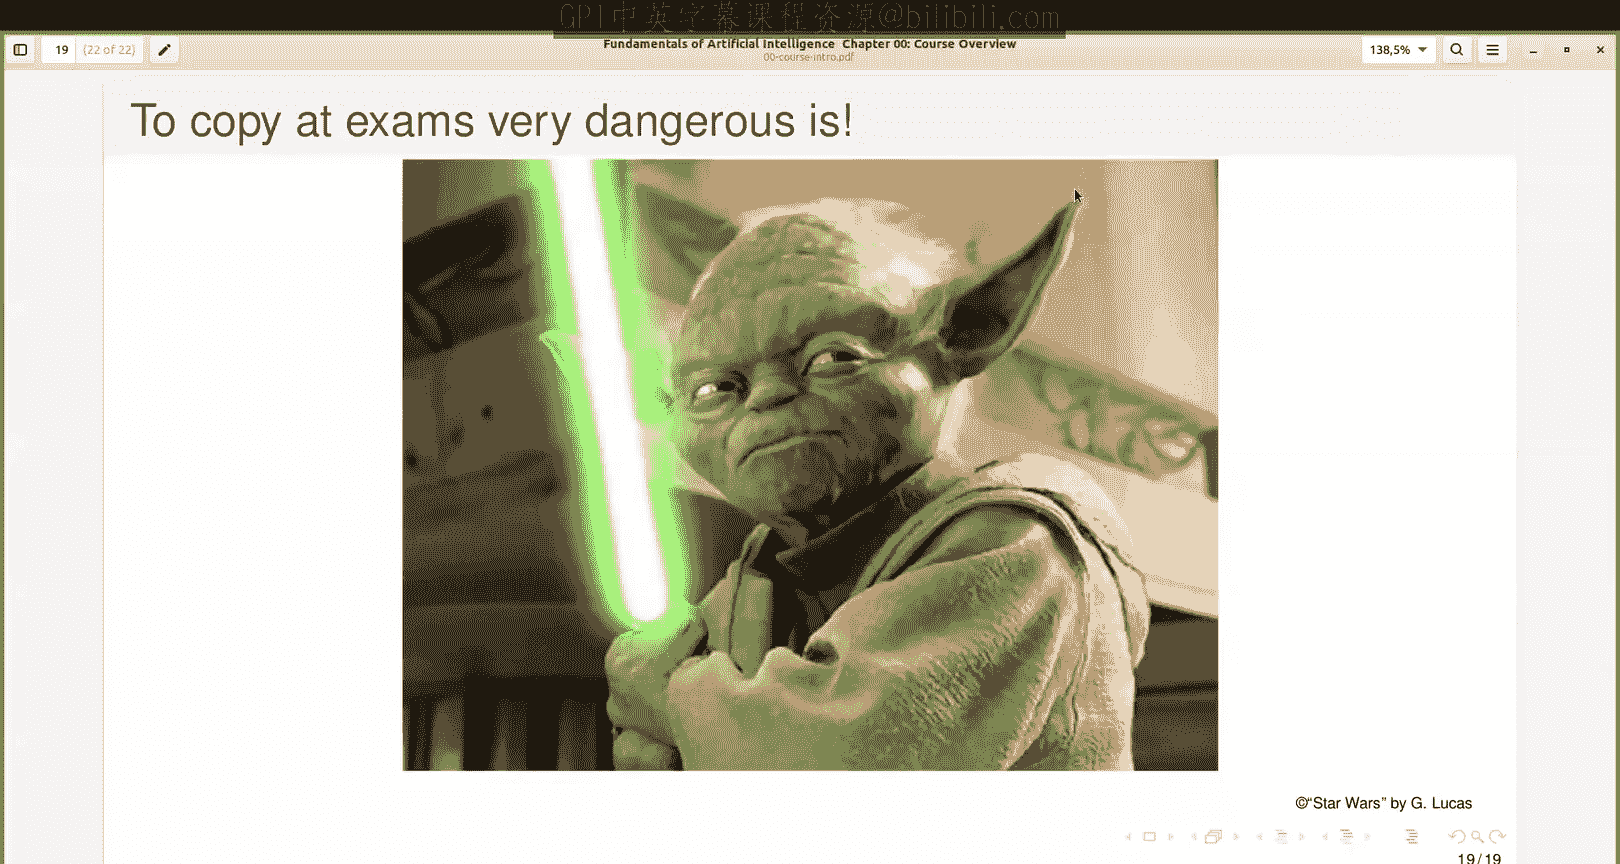 GPT中英字幕课程资源@bilibili.com
19 (22 of 22)
Fundamentals of Artificial Intelligence Chapter 00: Course Overview
00-course-intro.pdf
138,5%
To copy at exams very dangerous is!
©“Star Wars” by G. Lucas
19/19